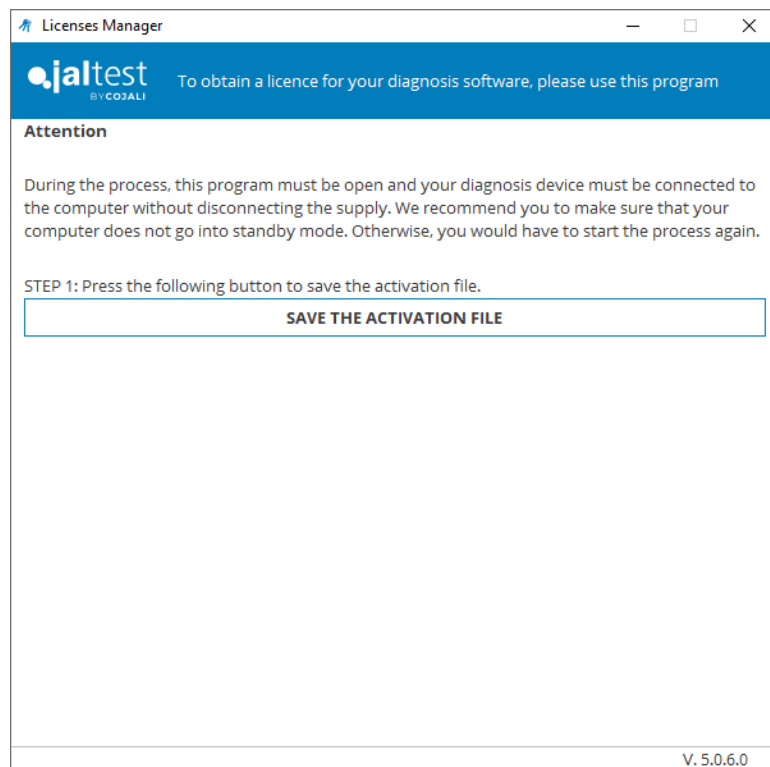 Licenses Manager
jaltest
BY COJALI
To obtain a licence for your diagnosis software, please use this program
Attention
During the process, this program must be open and your diagnosis device must be connected to
the computer without disconnecting the supply. We recommend you to make sure that your
computer does not go into standby mode. Otherwise, you would have to start the process again.
STEP 1: Press the following button to save the activation file.
SAVE THE ACTIVATION FILE
V. 5.0.6.0